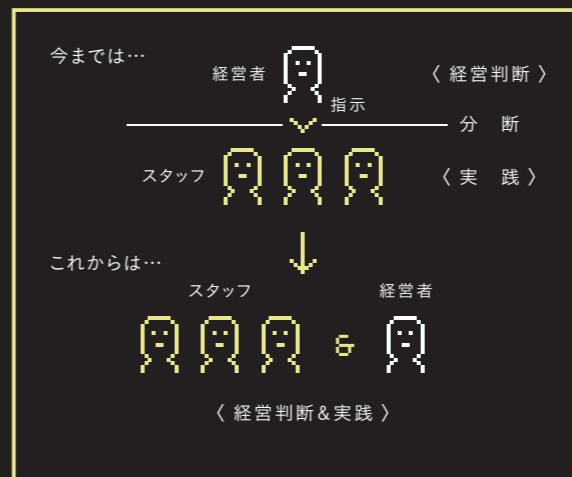 今までは…
経営者
〈 経営判断 〉
指示
分　断
スタッフ
〈 実　践 〉
これからは…
スタッフ
経営者
&
〈 経営判断&実践 〉